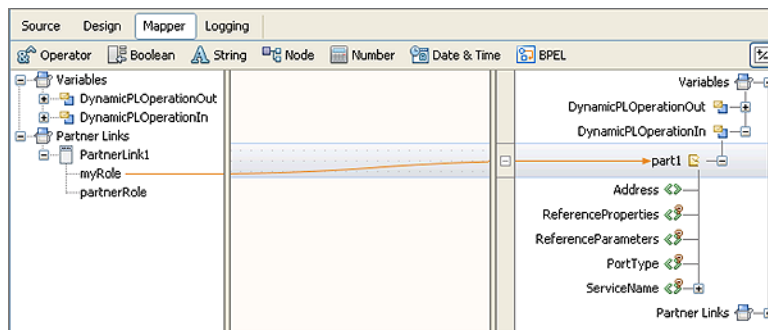 Source Design Mapper Logging
Operator Boolean String Node Number Date & Time BPEL
Variables
DynamicPLOperationOut
DynamicPLOperationIn
Partner Links
PartnerLink1
myRole
partnerRole
Variables
DynamicPLOperationOut
DynamicPLOperationIn
part1
Address
ReferenceProperties
ReferenceParameters
PortType
ServiceName
Partner Links